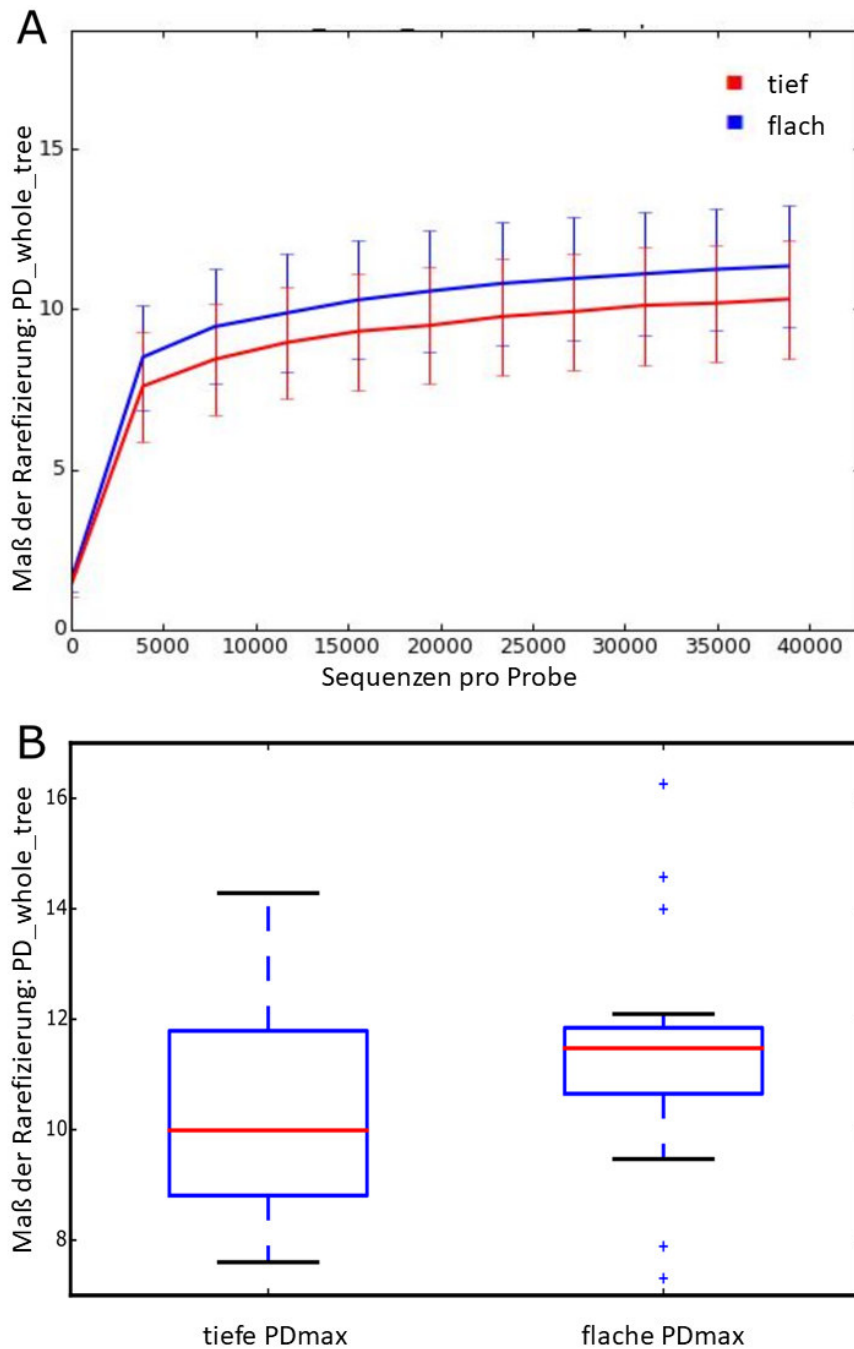 A
tief
flach
Maß der Rarefizierung: PD_whole_tree
15
10
5
0
0 5000 10000 15000 20000 25000 30000 35000 40000
Sequenzen pro Probe
B
Maß der Rarefizierung: PD_whole_tree
16
14
12
10
8
tiefe PDmax flache PDmax